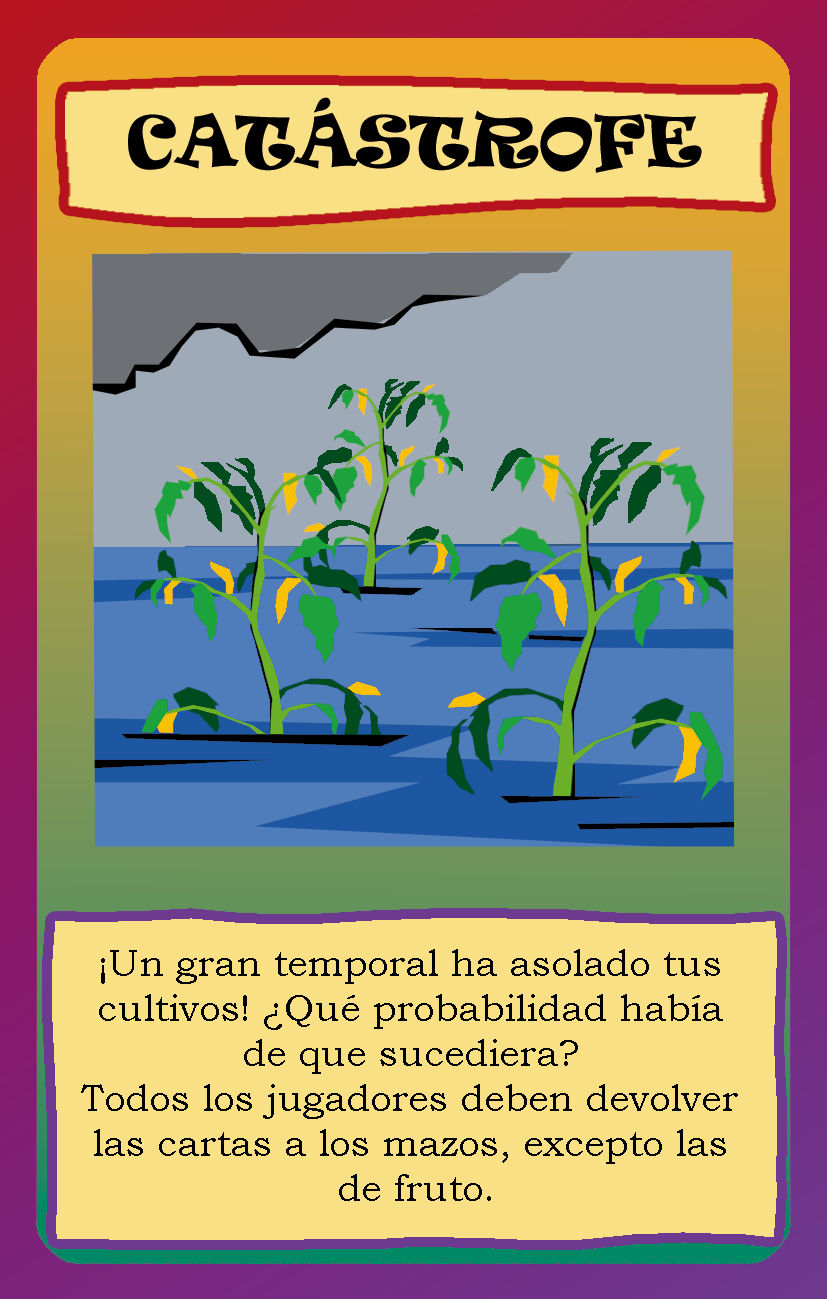 CATÁSTROFE
¡Un gran temporal ha asolado tus
cultivos! ¿Qué probabilidad había
de que sucediera?
Todos los jugadores deben devolver
las cartas a los mazos, excepto las
de fruto.